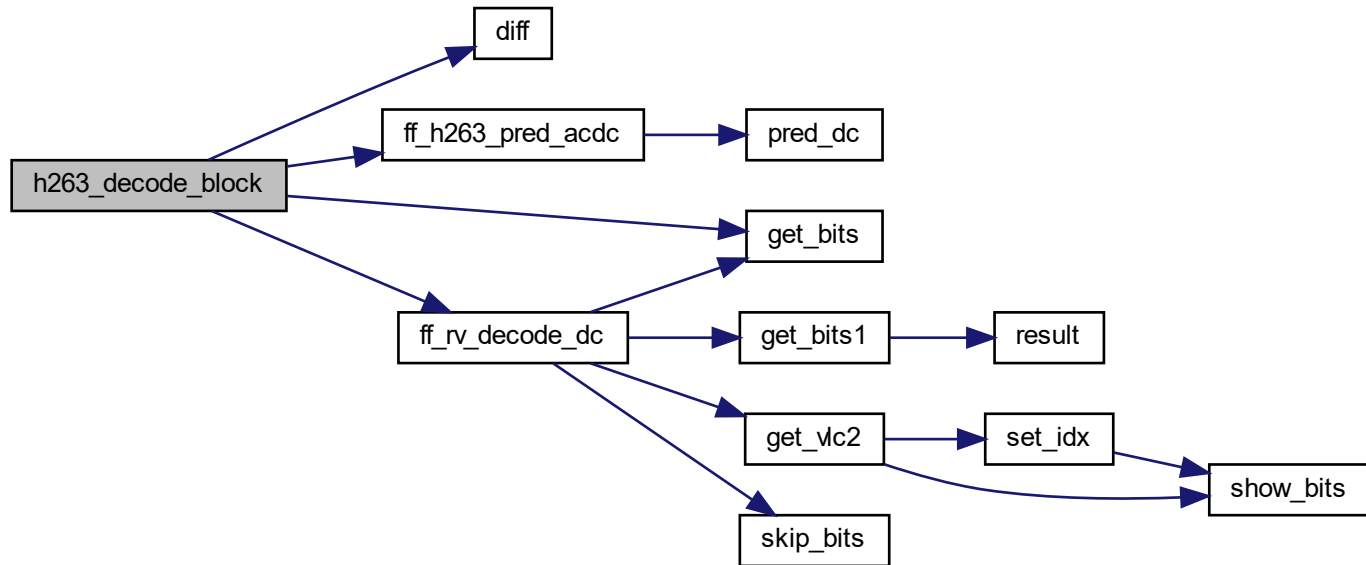 diff
ff_h263_pred_acdc
pred_dc
h263_decode_block
get_bits
ff_rv_decode_dc
get_bits1
result
get_vlc2
set_idx
show_bits
skip_bits